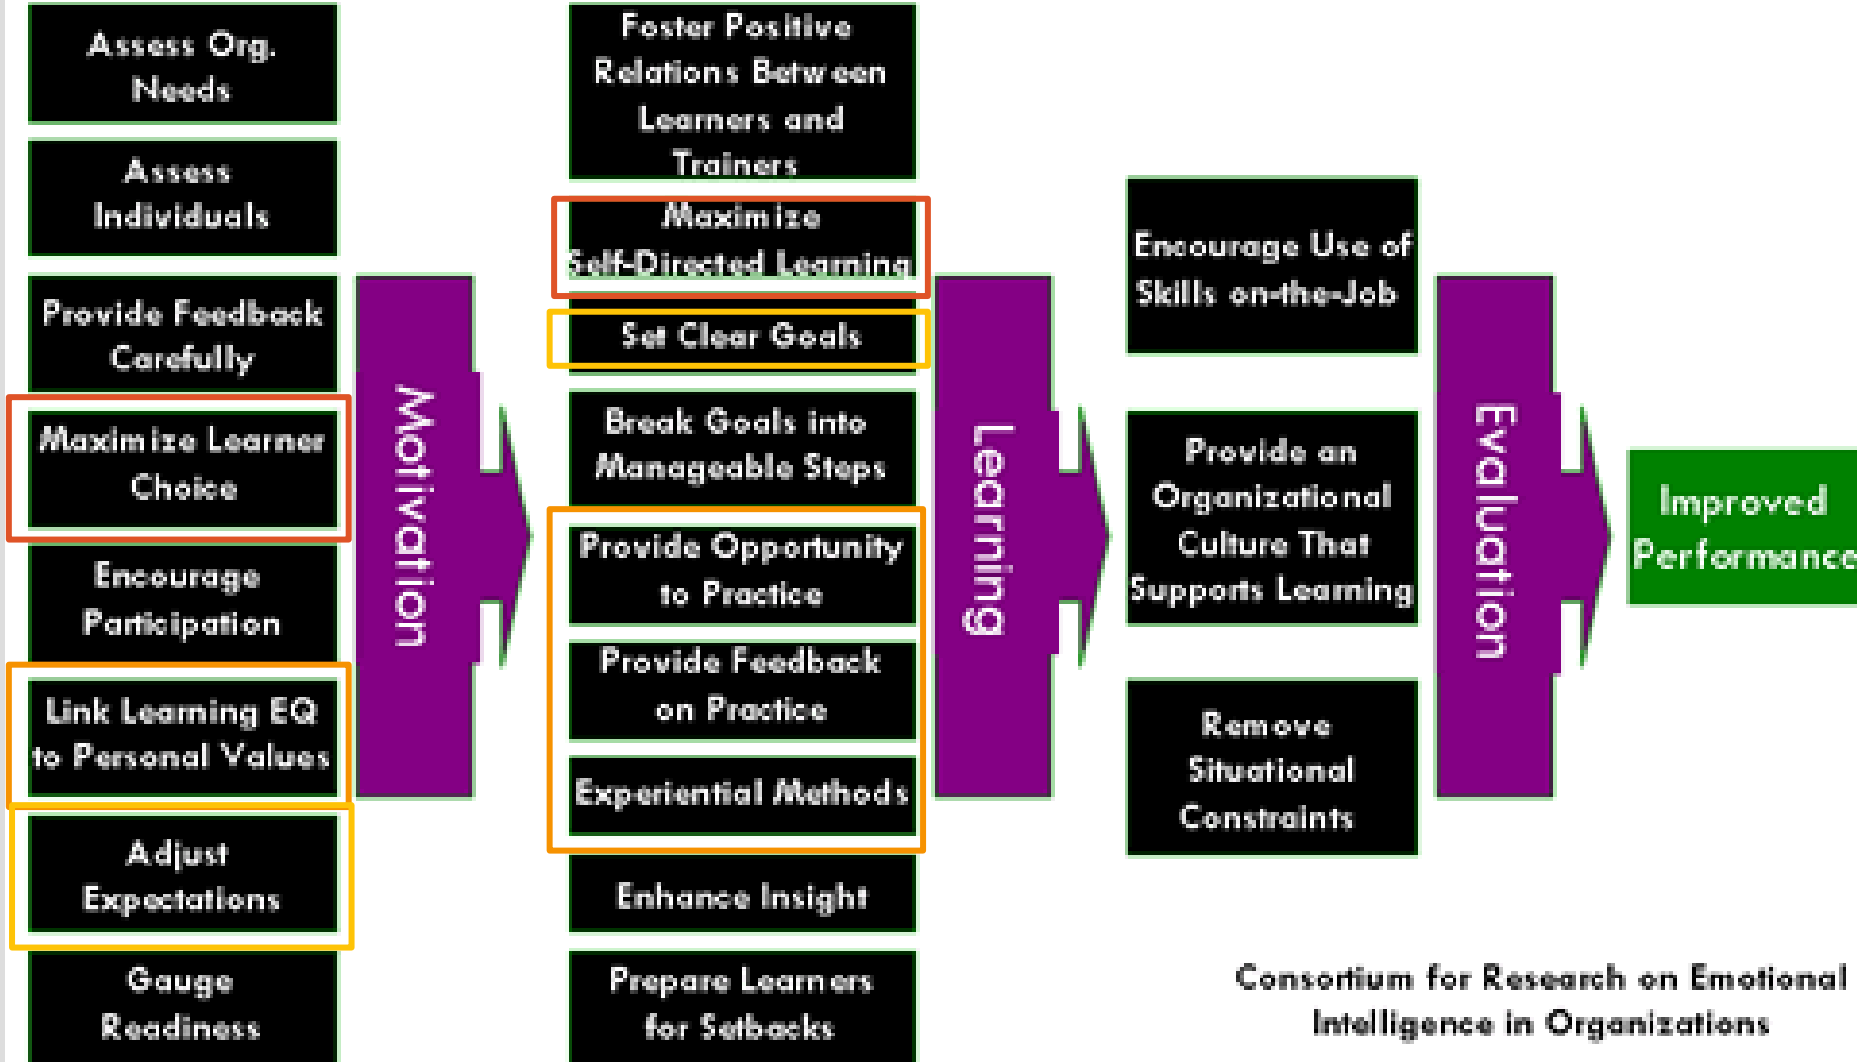 Assess Org.
Needs
Assess
Individuals
Provide Feedback
Carefully
Maximize Learner
Choice
Encourage
Participation
Link Learning EQ
to Personal Values
Adjust
Expectations
Gauge
Readiness
Motivation
Foster Positive
Relations Between
Learners and
Trainers
Maximize
Self-Directed Learning
Set Clear Goals
Break Goals into
Manageable Steps
Provide Opportunity
to Practice
Provide Feedback
on Practice
Experiential Methods
Enhance Insight
Prepare Learners
for Setbacks
Learning
Encourage Use of
Skills on-the-Job
Provide an
Organizational
Culture That
Supports Learning
Remove
Situational
Constraints
Evaluation
Improved
Performance
Consortium for Research on Emotional
Intelligence in Organizations